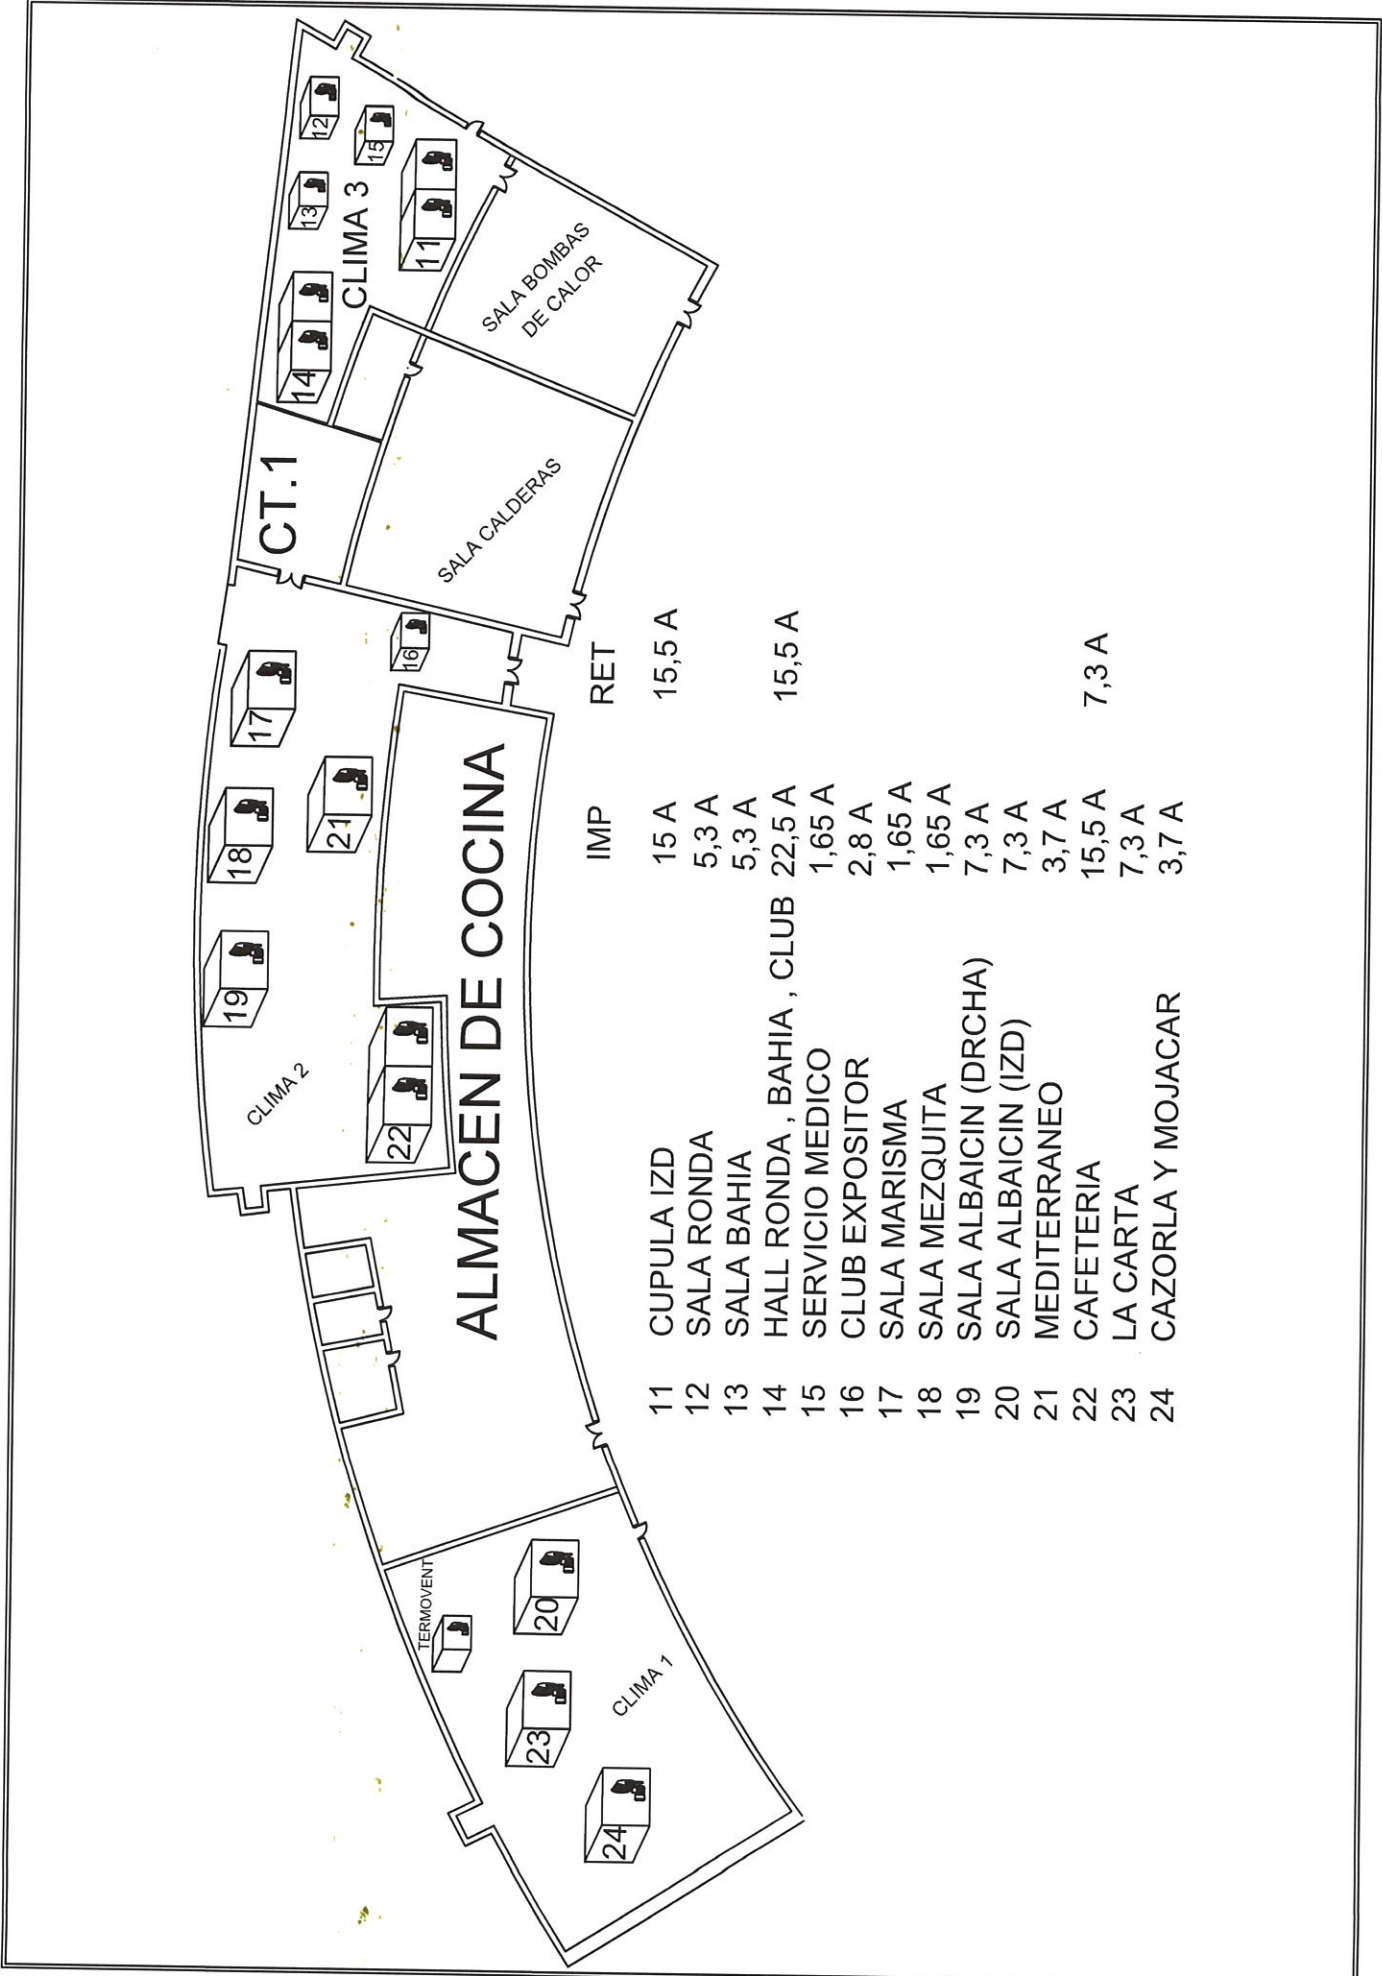 TERMOVENT
20
23
24
CLIMA 1
ALMACEN DE COCINA
CLIMA 2
19
18
17
21
22
16
CT.1
SALA CALDERAS
SALA BOMBAS
DE CALOR
CLIMA 3
14
13
12
15
11
IMP RET
11 CUPULA IZD 15 A 15,5 A
12 SALA RONDA 5,3 A
13 SALA BAHIA 5,3 A
14 HALL RONDA , BAHIA , CLUB 22,5 A 15,5 A
15 SERVICIO MEDICO 1,65 A
16 CLUB EXPOSITOR 2,8 A
17 SALA MARISMA 1,65 A
18 SALA MEZQUITA 1,65 A
19 SALA ALBAICIN (DRCHA) 7,3 A
20 SALA ALBAICIN (IZD) 7,3 A
21 MEDITERRANEO 3,7 A
22 CAFETERIA 15,5 A 7,3 A
23 LA CARTA 7,3 A
24 CAZORLA Y MOJACAR 3,7 A